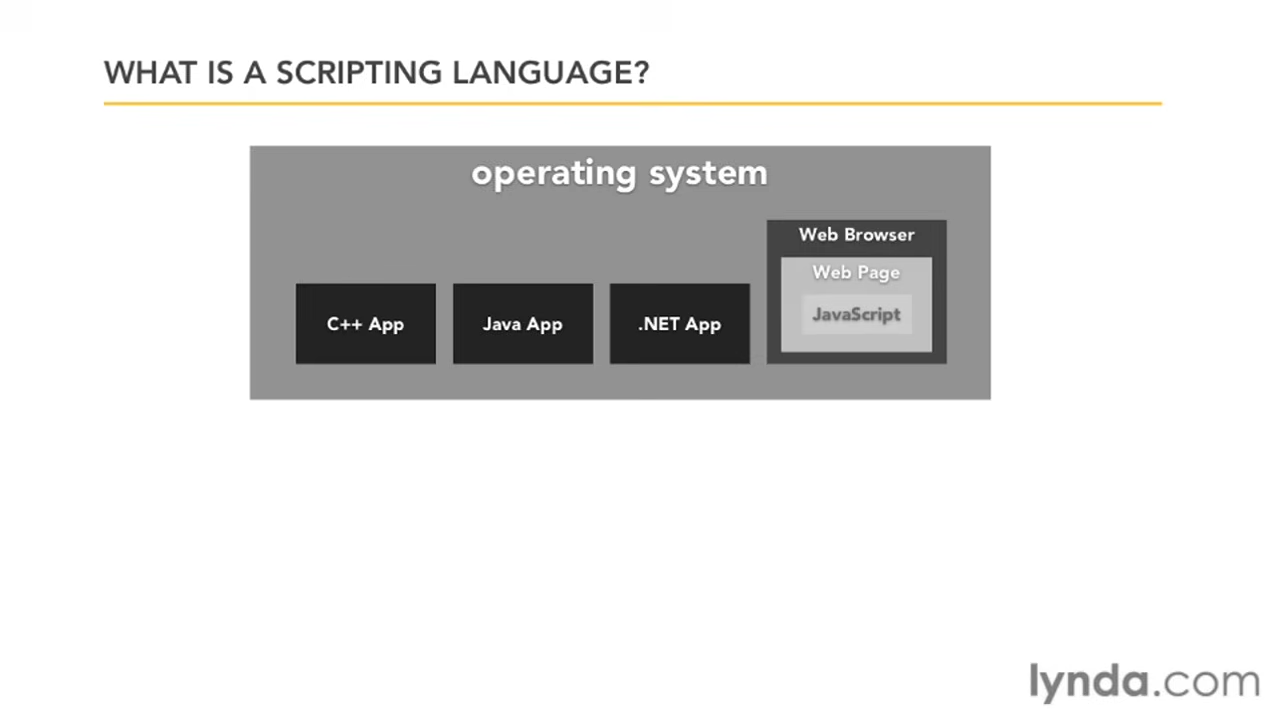 WHAT IS A SCRIPTING LANGUAGE?
operating system
Web Browser
Web Page
JavaScript
C++ App
Java App
.NET App
lynda.com